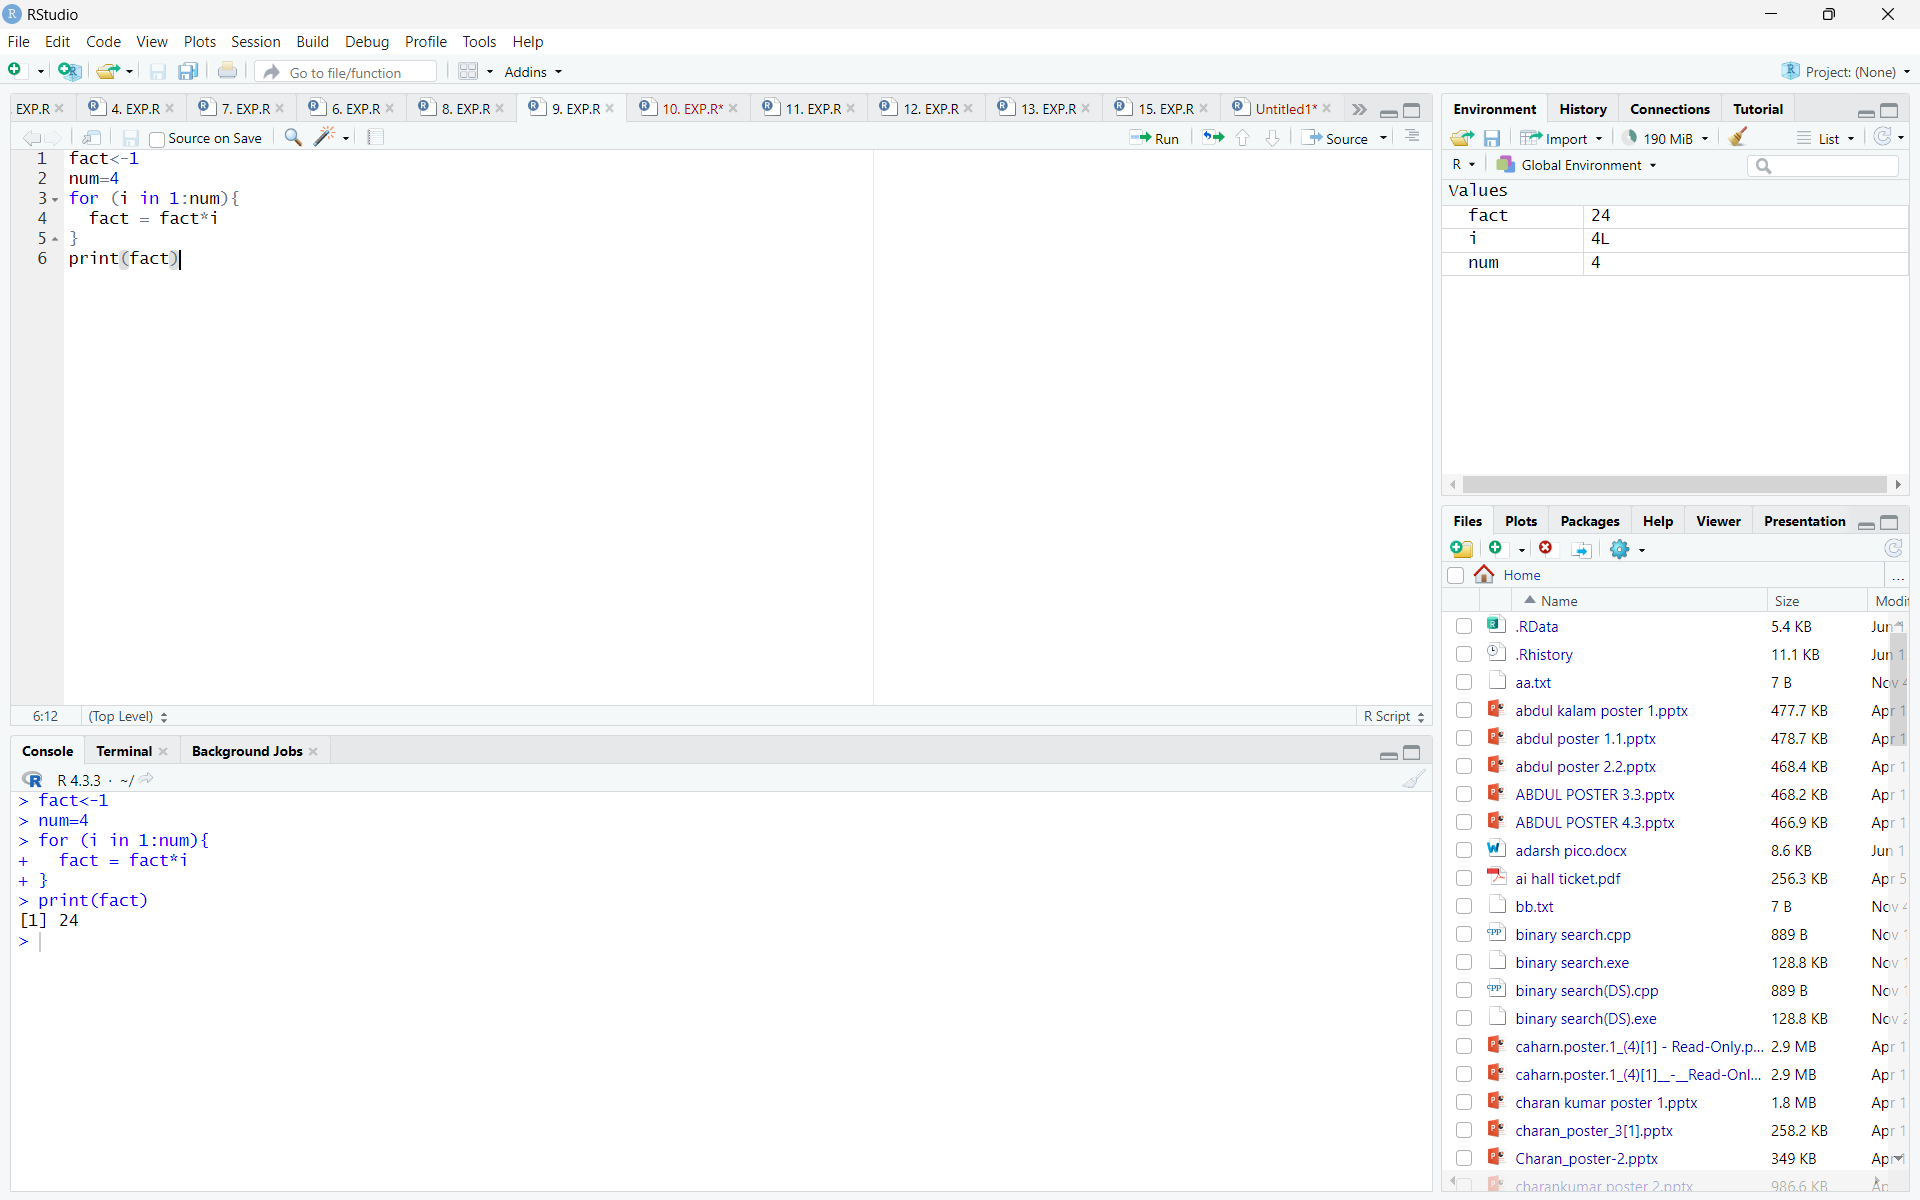 RStudio
File Edit Code View Plots Session Build Debug Profile Tools Help
Go to file/function Addins Project: (None)
EXP.R 4. EXP.R 7. EXP.R 6. EXP.R 8. EXP.R 9. EXP.R 10. EXP.R* 11. EXP.R 12. EXP.R 13. EXP.R 15. EXP.R Untitled1*
Source on Save Run Source
1 fact<-1
2 num=4
3 for (i in 1:num){
4 fact = fact*i
5 }
6 print(fact)
6:12 (Top Level) R Script
Console Terminal Background Jobs
R 4.3.3 · ~/
> fact<-1
> num=4
> for (i in 1:num){
+ fact = fact*i
+ }
> print(fact)
[1] 24
>
Environment History Connections Tutorial
Import 190 MiB List
R Global Environment
Values
fact 24
i 4L
num 4
Files Plots Packages Help Viewer Presentation
Home ...
Name Size Modif
.RData 5.4 KB Jun 1
.Rhistory 11.1 KB Jun 1
aa.txt 7 B Nov 4
abdul kalam poster 1.pptx 477.7 KB Apr 1
abdul poster 1.1.pptx 478.7 KB Apr 1
abdul poster 2.2.pptx 468.4 KB Apr 1
ABDUL POSTER 3.3.pptx 468.2 KB Apr 1
ABDUL POSTER 4.3.pptx 466.9 KB Apr 1
adarsh pico.docx 8.6 KB Jun 1
ai hall ticket.pdf 256.3 KB Apr 5
bb.txt 7 B Nov 4
binary search.cpp 889 B Nov 1
binary search.exe 128.8 KB Nov 1
binary search(DS).cpp 889 B Nov 1
binary search(DS).exe 128.8 KB Nov 2
caharn.poster.1_(4)[1] - Read-Only.p... 2.9 MB Apr 1
caharn.poster.1_(4)[1]__-__Read-Onl... 2.9 MB Apr 1
charan kumar poster 1.pptx 1.8 MB Apr 1
charan_poster_3[1].pptx 258.2 KB Apr 1
Charan_poster-2.pptx 349 KB Apr 1
charankumar poster 2.pptx 986.6 KB Apr